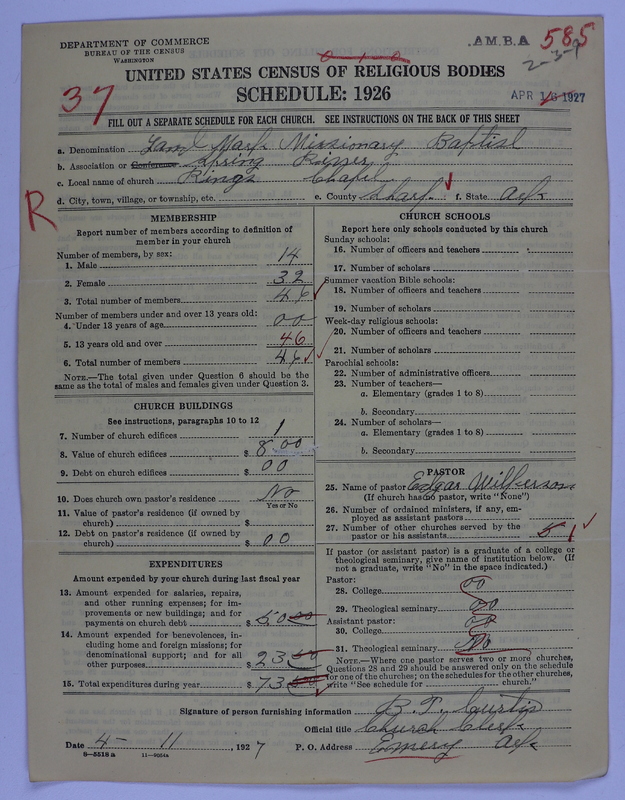 DEPARTMENT OF COMMERCE
BUREAU OF THE CENSUS
WASHINGTON
.A.M.B.A 585
2-3-9
UNITED STATES CENSUS OF RELIGIOUS BODIES
37
SCHEDULE: 1926
APR 16 1927
FILL OUT A SEPARATE SCHEDULE FOR EACH CHURCH. SEE INSTRUCTIONS ON THE BACK OF THIS SHEET
a. Denomination Land Mark Missionary Baptist
b. Association or Conference Spring River
c. Local name of church Kings Chapel
d. City, town, village, or township, etc. e. County Sharp f. State Ark
R
MEMBERSHIP
Report number of members according to definition of
member in your church
Number of members, by sex:
1. Male 14
2. Female 32
3. Total number of members 46
Number of members under and over 13 years old:
4. Under 13 years of age 00
5. 13 years old and over 46
6. Total number of members 46
NOTE.—The total given under Question 6 should be
same as the total of males and females given under Question 3.
CHURCH BUILDINGS
See instructions, paragraphs 10 to 12
7. Number of church edifices 1
8. Value of church edifices $ 800
9. Debt on church edifices $ 00
10. Does church own pastor's residence No
Yes or No
11. Value of pastor's residence (if owned by
church) $
12. Debt on pastor's residence (if owned by
church) $ 00
EXPENDITURES
Amount expended by your church during last fiscal year
13. Amount expended for salaries, repairs,
and other running expenses; for im-
provements or new buildings; and for
payments on church debt $ 50 00
14. Amount expended for benevolences, in-
cluding home and foreign missions; for
denominational support; and for all
other purposes $ 23
15. Total expenditures during year $ 73
CHURCH SCHOOLS
Report here only schools conducted by this church
Sunday schools:
16. Number of officers and teachers
17. Number of scholars
Summer vacation Bible schools:
18. Number of officers and teachers
19. Number of scholars
Week-day religious schools:
20. Number of officers and teachers
21. Number of scholars
Parochial schools:
22. Number of administrative officers
23. Number of teachers—
a. Elementary (grades 1 to 8)
b. Secondary
24. Number of scholars—
a. Elementary (grades 1 to 8)
b. Secondary
PASTOR
25. Name of pastor Edgar Wilkerson
(If church has no pastor, write "None")
26. Number of ordained ministers, if any, em-
ployed as assistant pastors
27. Number of other churches served by the
pastor or his assistants 1
If pastor (or assistant pastor) is a graduate of a college or
theological seminary, give name of institution below. (If
not a graduate, write "No" in the space indicated.)
Pastor:
28. College 00
29. Theological seminary 00
Assistant pastor:
30. College
31. Theological seminary No
NOTE.—Where one pastor serves two or more churches,
Questions 28 and 29 should be answered only on the schedule
for one of the churches; on the schedules for the other churches,
write "See schedule for church."
Signature of person furnishing information B. T. Curtis
Official title Church Clerk
Date 4- 11, 1927 P. O. Address Emery Ark
8-5518 a 11-9064a